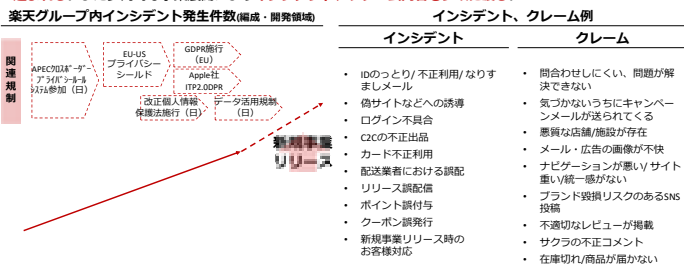 楽天グループ内インシデント発生件数(編成・開発領域)
インシデント、クレーム例
関連規制
APECクロスボーダー
プライバシールール
システム参加（日）
EU-US
プライバシー
シールド
GDPR施行
（EU）
Apple社
ITP2.0DPR
改正個人情報
保護法施行（日）
データ活用規制
（日）
リリース
インシデント
• IDのっとり/ 不正利用/ なりす
ましメール
• 偽サイトなどへの誘導
• ログイン不具合
• C2Cの不正出品
• カード不正利用
• 配送業者における誤配
• リリース誤配信
• ポイント誤付与
• クーポン誤発行
• 新規事業リリース時の
お客様対応
クレーム
• 問合わせしにくい、問題が解
決できない
• 気づかないうちにキャンペー
ンメールが送られてくる
• 悪質な店舗/施設が存在
• メール・広告の画像が不快
• ナビゲーションが悪い/ サイト
重い/統一感がない
• ブランド毀損リスクのあるSNS
投稿
• 不適切なレビューが掲載
• サクラの不正コメント
• 在庫切れ/商品が届かない